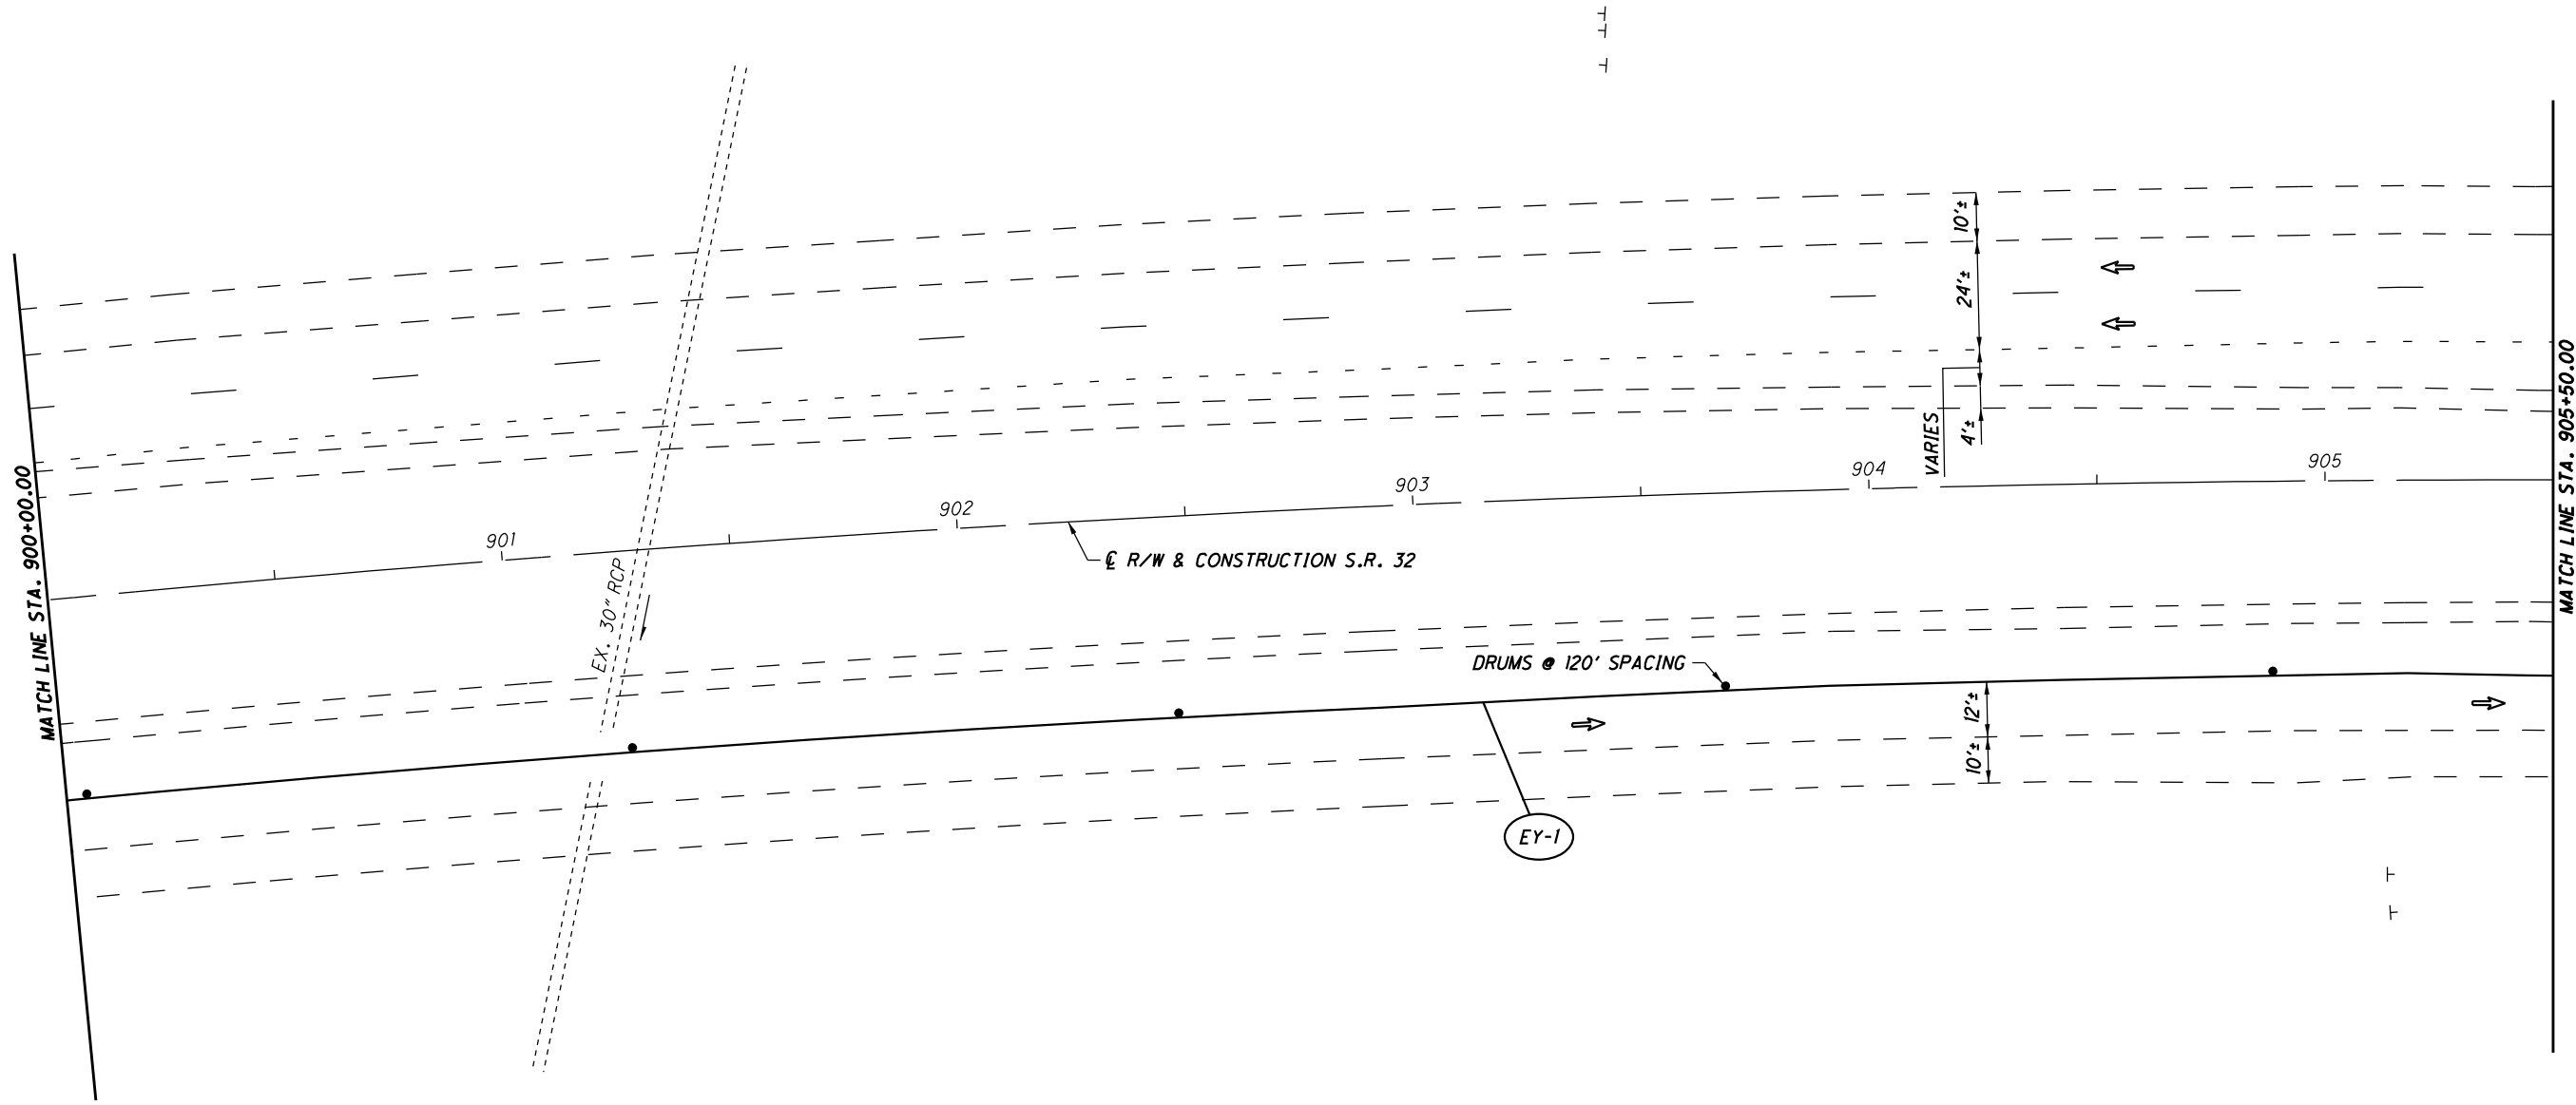 10'±
24'±
VARIES
4'±
MATCH LINE STA. 900+00.00
MATCH LINE STA. 905+50.00
901
902
903
904
905
EX. 30" RCP
℄ R/W & CONSTRUCTION S.R. 32
DRUMS @ 120' SPACING
12'±
10'±
EY-1